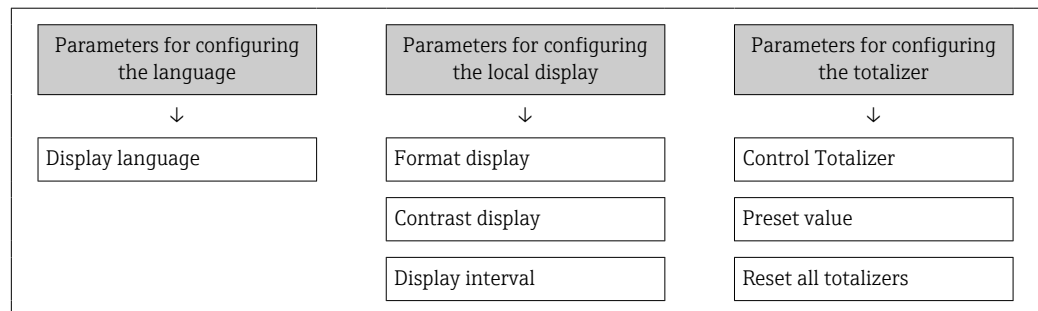 Parameters for configuring
the language
↓
Display language
Parameters for configuring
the local display
↓
Format display
Contrast display
Display interval
Parameters for configuring
the totalizer
↓
Control Totalizer
Preset value
Reset all totalizers